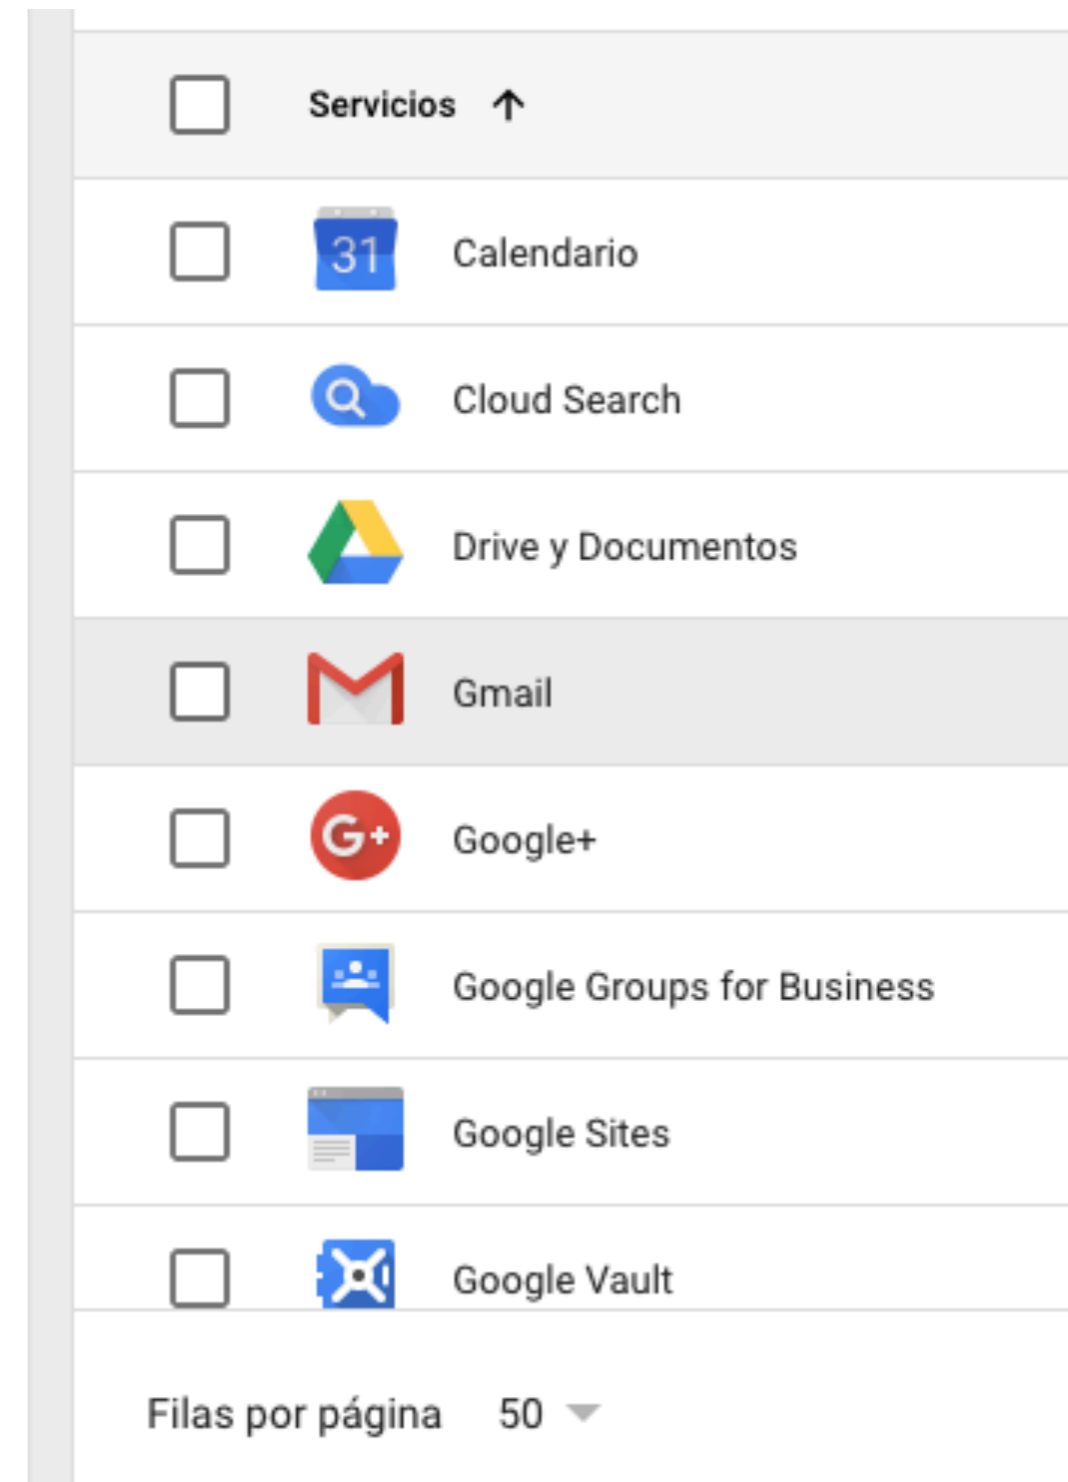 Servicios
31 Calendario
Cloud Search
Drive y Documentos
Gmail
G+ Google+
Google Groups for Business
Google Sites
Google Vault
Filas por página 50